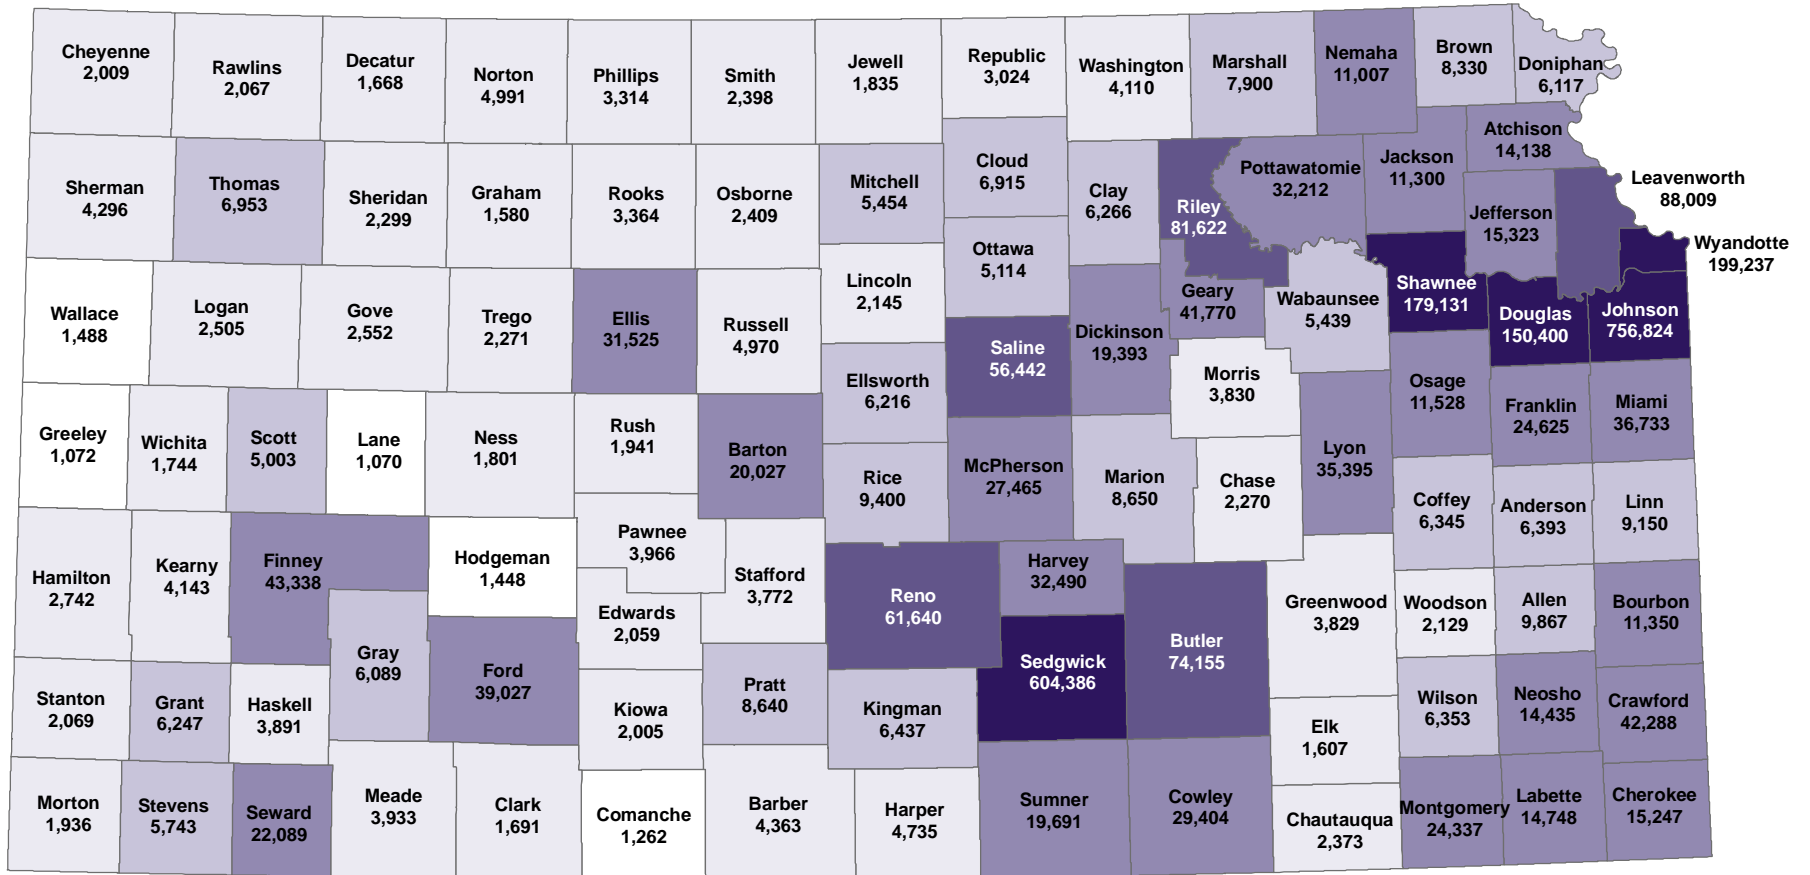 Cheyenne
2,009
Rawlins
2,067
Decatur
1,668
Norton
4,991
Phillips
3,314
Smith
2,398
Jewell
1,835
Republic
3,024
Washington
4,110
Marshall
7,900
Nemaha
11,007
Brown
8,330
Doniphan
6,117
Sherman
4,296
Thomas
6,953
Sheridan
2,299
Graham
1,580
Rooks
3,364
Osborne
2,409
Mitchell
5,454
Cloud
6,915
Clay
6,266
Riley
81,622
Pottawatomie
32,212
Jackson
11,300
Atchison
14,138
Jefferson
15,323
Leavenworth
88,009
Wyandotte
199,237
Wallace
1,488
Logan
2,505
Gove
2,552
Trego
2,271
Ellis
31,525
Russell
4,970
Lincoln
2,145
Ottawa
5,114
Saline
56,442
Dickinson
19,393
Geary
41,770
Wabaunsee
5,439
Shawnee
179,131
Douglas
150,400
Johnson
756,824
Greeley
1,072
Wichita
1,744
Scott
5,003
Lane
1,070
Ness
1,801
Rush
1,941
Barton
20,027
Ellsworth
6,216
Rice
9,400
McPherson
27,465
Marion
8,650
Morris
3,830
Chase
2,270
Lyon
35,395
Osage
11,528
Franklin
24,625
Miami
36,733
Coffey
6,345
Anderson
6,393
Linn
9,150
Hamilton
2,742
Kearny
4,143
Finney
43,338
Hodgeman
1,448
Pawnee
3,966
Edwards
2,059
Stafford
3,772
Reno
61,640
Harvey
32,490
Sedgwick
604,386
Butler
74,155
Greenwood
3,829
Woodson
2,129
Allen
9,867
Bourbon
11,350
Gray
6,089
Ford
39,027
Stanton
2,069
Grant
6,247
Haskell
3,891
Kiowa
2,005
Pratt
8,640
Kingman
6,437
Elk
1,607
Wilson
6,353
Neosho
14,435
Crawford
42,288
Morton
1,936
Stevens
5,743
Seward
22,089
Meade
3,933
Clark
1,691
Comanche
1,262
Barber
4,363
Harper
4,735
Sumner
19,691
Cowley
29,404
Chautauqua
2,373
Montgomery
24,337
Labette
14,748
Cherokee
15,247